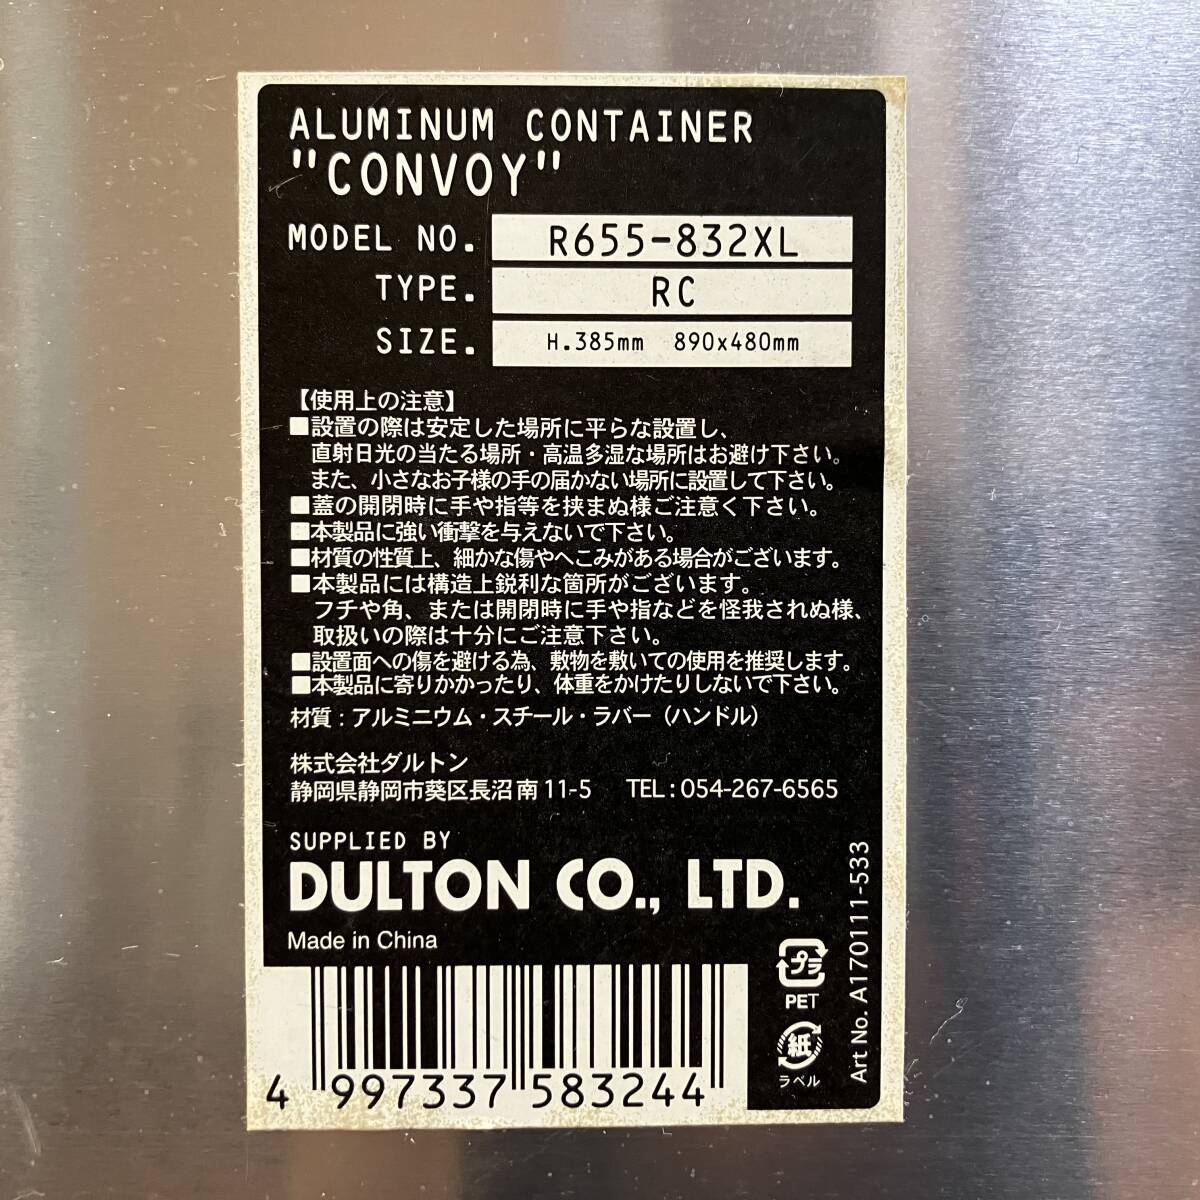 ALUMINUM CONTAINER
"CONVOY"
MODEL NO. R655-832XL
TYPE. RC
SIZE. H.385mm 890x480mm
【使用上の注意】
■設置の際は安定した場所に平らな設置し、
直射日光の当たる場所・高温多湿な場所はお避け下さい。
また、小さなお子様の手の届かない場所に設置して下さい。
■蓋の開閉時に手や指等を挟まぬ様ご注意く下さい。
■本製品に強い衝撃を与えないで下さい。
■材質の性質上、細かな傷やへこみがある場合がございます。
■本製品には構造上鋭利な箇所がございます。
フチや角、または開閉時に手や指などを怪我されぬ様、
取扱いの際は十分にご注意下さい。
■設置面への傷を避ける為、敷物を敷いての使用を推奨します。
■本製品に寄りかかったり、体重をかけたりしないで下さい。
材質：アルミニウム・スチール・ラバー（ハンドル）
株式会社ダルトン
静岡県静岡市葵区長沼南11-5 TEL：054-267-6565
SUPPLIED BY
DULTON CO., LTD.
Made in China
プラ
PET
紙
ラベル
Art No. A170111-533
4 997337 583244